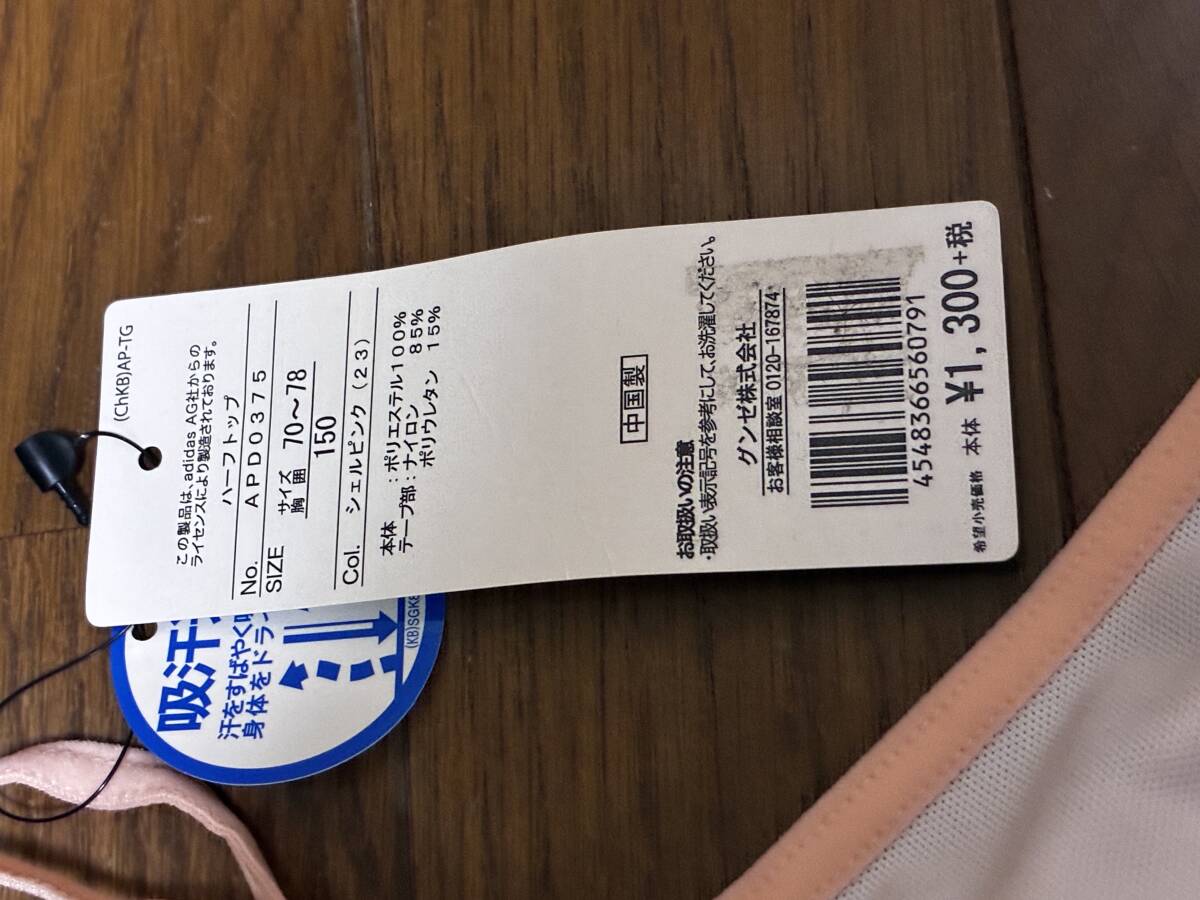 (ChKB)AP-TG
この製品は、adidas AG社からの
ライセンスにより製造されております。
ハーフトップ
No. APD0375
SIZE サイズ 胸囲 70～78
150
Col. シェルピンク(23)
本体 :ポリエステル100%
テープ部:ナイロン 85%
ポリウレタン 15%
中国製
お取扱いの注意
・取扱い表示記号を参考にして、お洗濯してください。
グンゼ株式会社
お客様相談室 0120-167874
4548366560791
希望小売価格 本体 ¥1,300+税
吸汗
汗をすばやく
身体をドラ
(KB)SGK